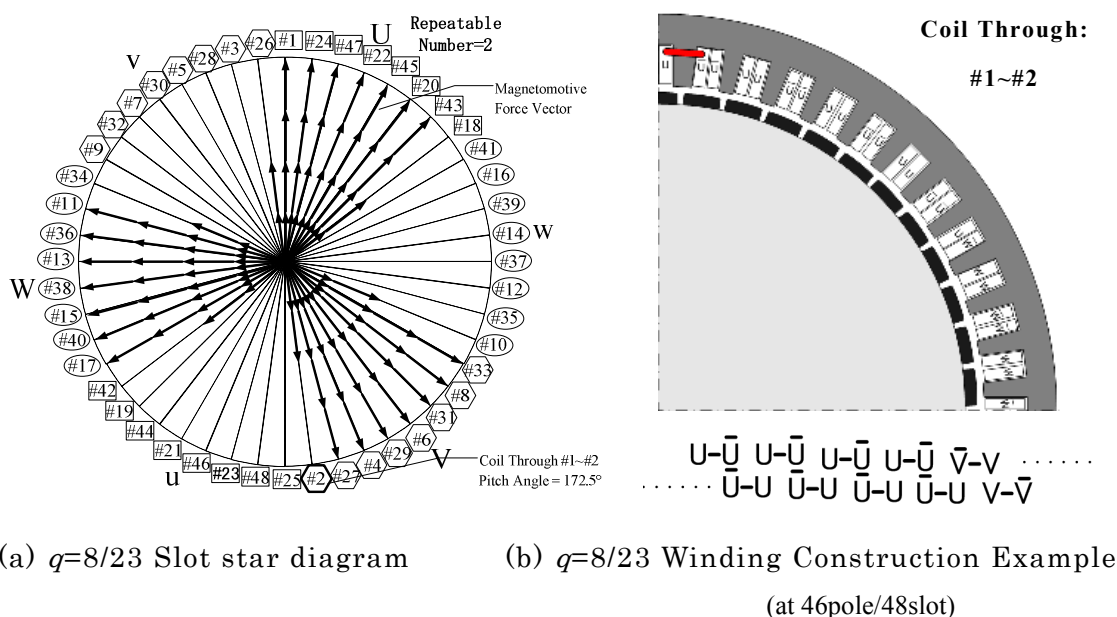 Repeatable
Number=2
U
#26
#1
#24
#47
#22
#45
#20
#43
#18
#41
#16
#39
#14
w
#37
#12
#35
#10
#33
#8
#31
#6
V
#29
#4
#27
#2
#25
#48
#23
#46
u
#21
#44
#19
#42
#17
#40
#15
#38
W
#13
#36
#11
#34
#9
#32
#7
#30
v
#5
#28
#3
Magnetomotive
Force Vector
Coil Through #1~#2
Pitch Angle = 172.5°
(a) q=8/23 Slot star diagram
Coil Through:
#1~#2
U–Ū U–Ū U–Ū U–Ū V̄–V ······
······ Ū–U Ū–U Ū–U Ū–U V–V̄
(b) q=8/23 Winding Construction Example
(at 46pole/48slot)